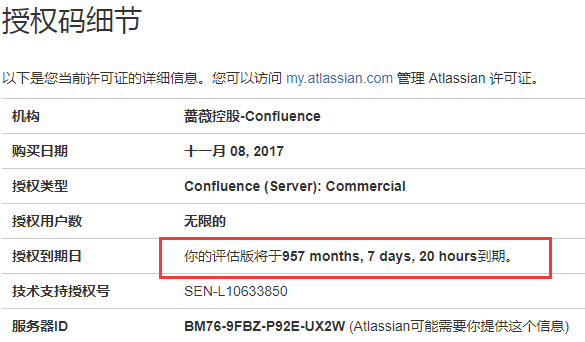 授权码细节
以下是您当前许可证的详细信息。您可以访问 my.atlassian.com 管理 Atlassian 许可证。
机构 蔷薇控股-Confluence
购买日期 十一月 08, 2017
授权类型 Confluence (Server): Commercial
授权用户数 无限的
授权到期日 你的评估版将于957 months, 7 days, 20 hours到期。
技术支持授权号 SEN-L10633850
服务器ID BM76-9FBZ-P92E-UX2W (Atlassian可能需要你提供这个信息)